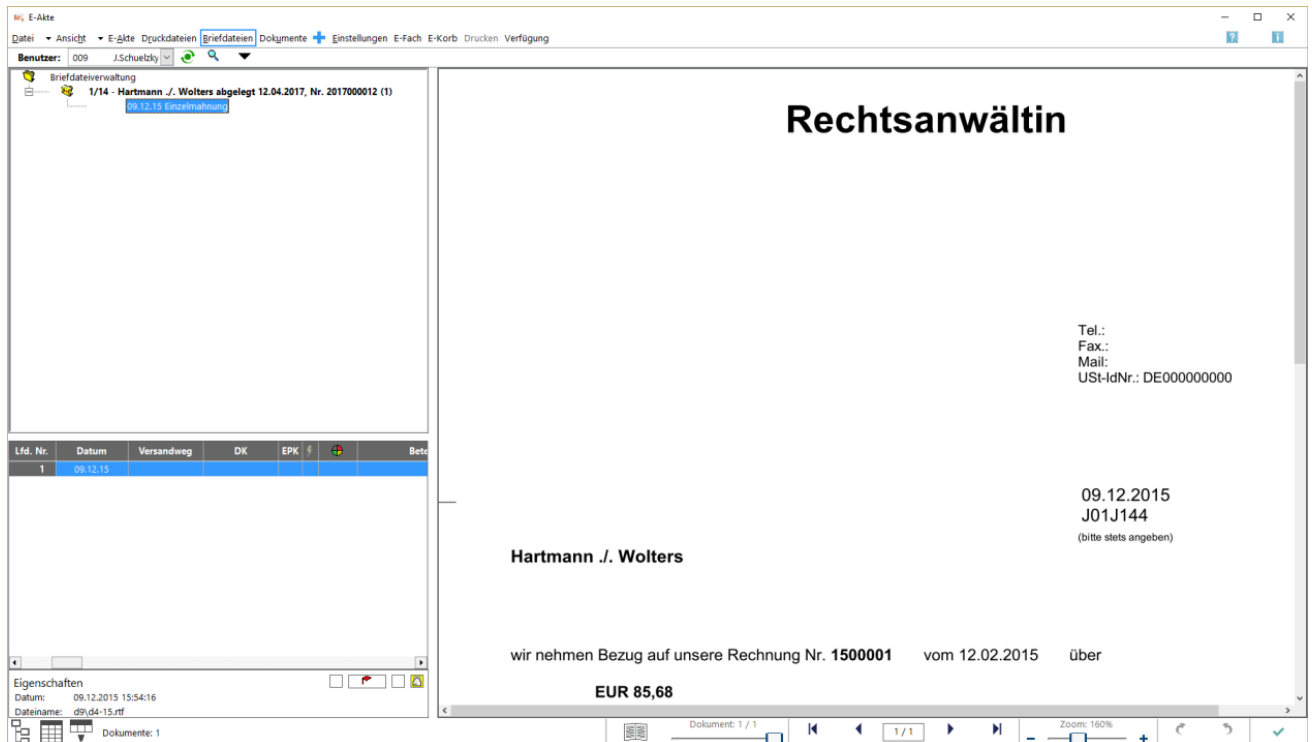 E-Akte
Datei Ansicht E-Akte Druckdateien Briefdateien Dokumente Einstellungen E-Fach E-Korb Drucken Verfügung
Benutzer: 009 J.Schuelzky
Briefdateiverwaltung
1/14 - Hartmann ./. Wolters abgelegt 12.04.2017, Nr. 2017000012 (1)
09.12.15 Einzelmahnung
Lfd. Nr. Datum Versandweg DK EPK Bete
1 09.12.15
Eigenschaften
Datum: 09.12.2015 15:54:16
Dateiname: d9\d4-15.rtf
Dokumente: 1
Rechtsanwältin
Tel.:
Fax.:
Mail:
USt-IdNr.: DE000000000
09.12.2015
J01J144
(bitte stets angeben)
Hartmann ./. Wolters
wir nehmen Bezug auf unsere Rechnung Nr. 1500001 vom 12.02.2015 über
EUR 85,68
Dokument: 1 / 1
1 / 1
Zoom: 160%